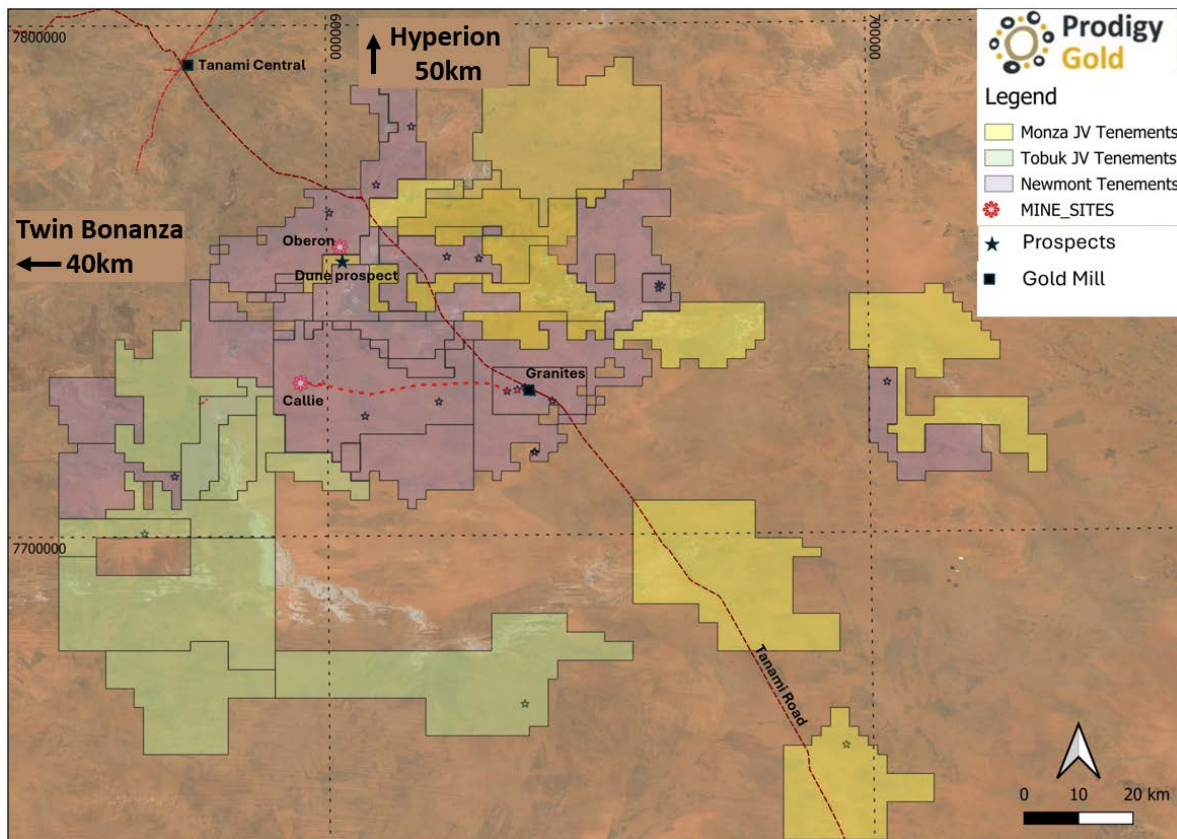 7800000
600000
700000
Hyperion
50km
Tanami Central
Prodigy
Gold
Legend
Monza JV Tenements
Tobuk JV Tenements
Newmont Tenements
MINE_SITES
Prospects
Gold Mill
Twin Bonanza
40km
Oberon
Dune prospect
Granites
Callie
7700000
Tanami Road
0 10 20 km